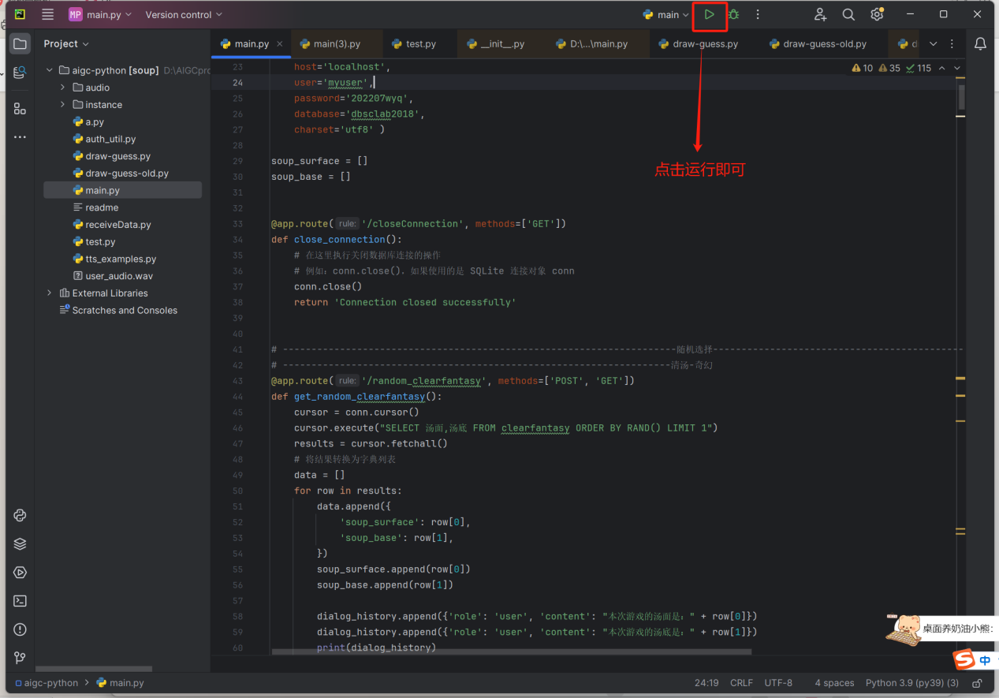 PC MP main.py Version control main
Project main.py main(3).py test.py __init__.py D:\...\main.py draw-guess.py draw-guess-old.py d
aigc-python [soup] D:\AIGCpro
audio
instance
a.py
auth_util.py
draw-guess.py
draw-guess-old.py
main.py
readme
receiveData.py
test.py
tts_examples.py
user_audio.wav
External Libraries
Scratches and Consoles
10 35 115
23 host='localhost',
24 user='myuser',
25 password='202207wyq',
26 database='dbsclab2018',
27 charset='utf8' )
28
29 soup_surface = []
30 soup_base = []
31
32
33 @app.route( rule: '/closeConnection', methods=['GET'])
34 def close_connection():
35 # 在这里执行关闭数据库连接的操作
36 # 例如：conn.close(). 如果使用的是 SQLite 连接对象 conn
37 conn.close()
38 return 'Connection closed successfully'
39
40
41 # ----------------------------------------------------------------------随机选择--------------------------------------------
42 # ---------------------------------------------------------------------清汤-奇幻
43 @app.route( rule: '/random_clearfantasy', methods=['POST', 'GET'])
44 def get_random_clearfantasy():
45 cursor = conn.cursor()
46 cursor.execute("SELECT 汤面,汤底 FROM clearfantasy ORDER BY RAND() LIMIT 1")
47 results = cursor.fetchall()
48 # 将结果转换为字典列表
49 data = []
50 for row in results:
51 data.append({
52 'soup_surface': row[0],
53 'soup_base': row[1],
54 })
55 soup_surface.append(row[0])
56 soup_base.append(row[1])
57
58 dialog_history.append({'role': 'user', 'content': "本次游戏的汤面是：" + row[0]})
59 dialog_history.append({'role': 'user', 'content': "本次游戏的汤底是：" + row[1]})
60 print(dialog_history)
点击运行即可
桌面养奶油小熊:
S 中
aigc-python > main.py 24:19 CRLF UTF-8 4 spaces Python 3.9 (py39) (3)